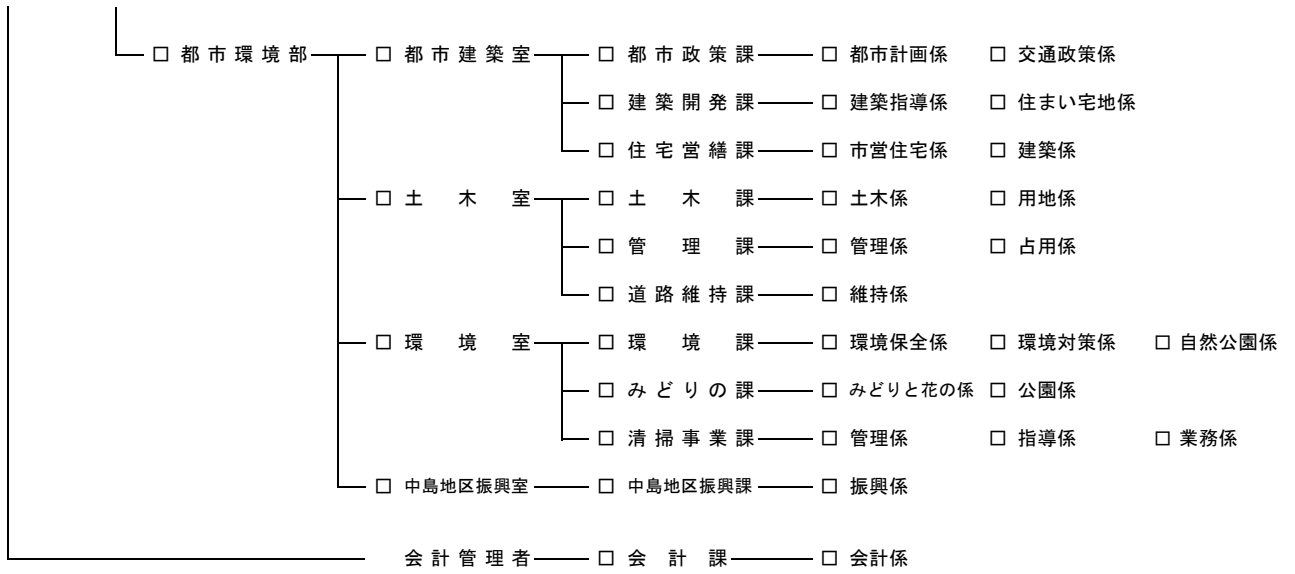 □ 都市環境部 □ 都市建築室 □ 都市政策課 □ 都市計画係 □ 交通政策係
□ 建築開発課 □ 建築指導係 □ 住まい宅地係
□ 住宅営繕課 □ 市営住宅係 □ 建築係
□ 土木室 □ 土木課 □ 土木係 □ 用地係
□ 管理課 □ 管理係 □ 占用係
□ 道路維持課 □ 維持係
□ 環境室 □ 環境課 □ 環境保全係 □ 環境対策係 □ 自然公園係
□ みどりの課 □ みどりと花の係 □ 公園係
□ 清掃事業課 □ 管理係 □ 指導係 □ 業務係
□ 中島地区振興室 □ 中島地区振興課 □ 振興係
会計管理者 □ 会計課 □ 会計係